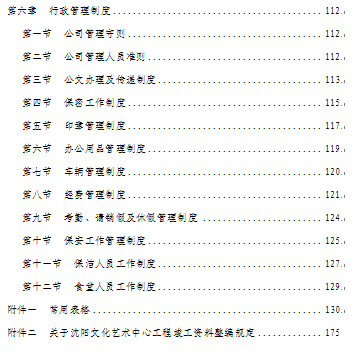 第六章 行政管理制度 112
第一节 公司管理守则 112
第二节 公司管理人员准则 112
第三节 公文办理及传递制度 113
第四节 保密工作制度 115
第五节 印章管理制度 117
第六节 办公用品管理制度 119
第七节 车辆管理制度 120
第八节 经费管理制度 121
第九节 考勤、请销假及休假管理制度 124
第十节 保安工作管理制度 125
第十一节 保洁人员工作制度 127
第十二节 食堂人员工作制度 129
附件一 常用表格 130
附件二 关于沈阳文化艺术中心工程竣工资料整编规定 175